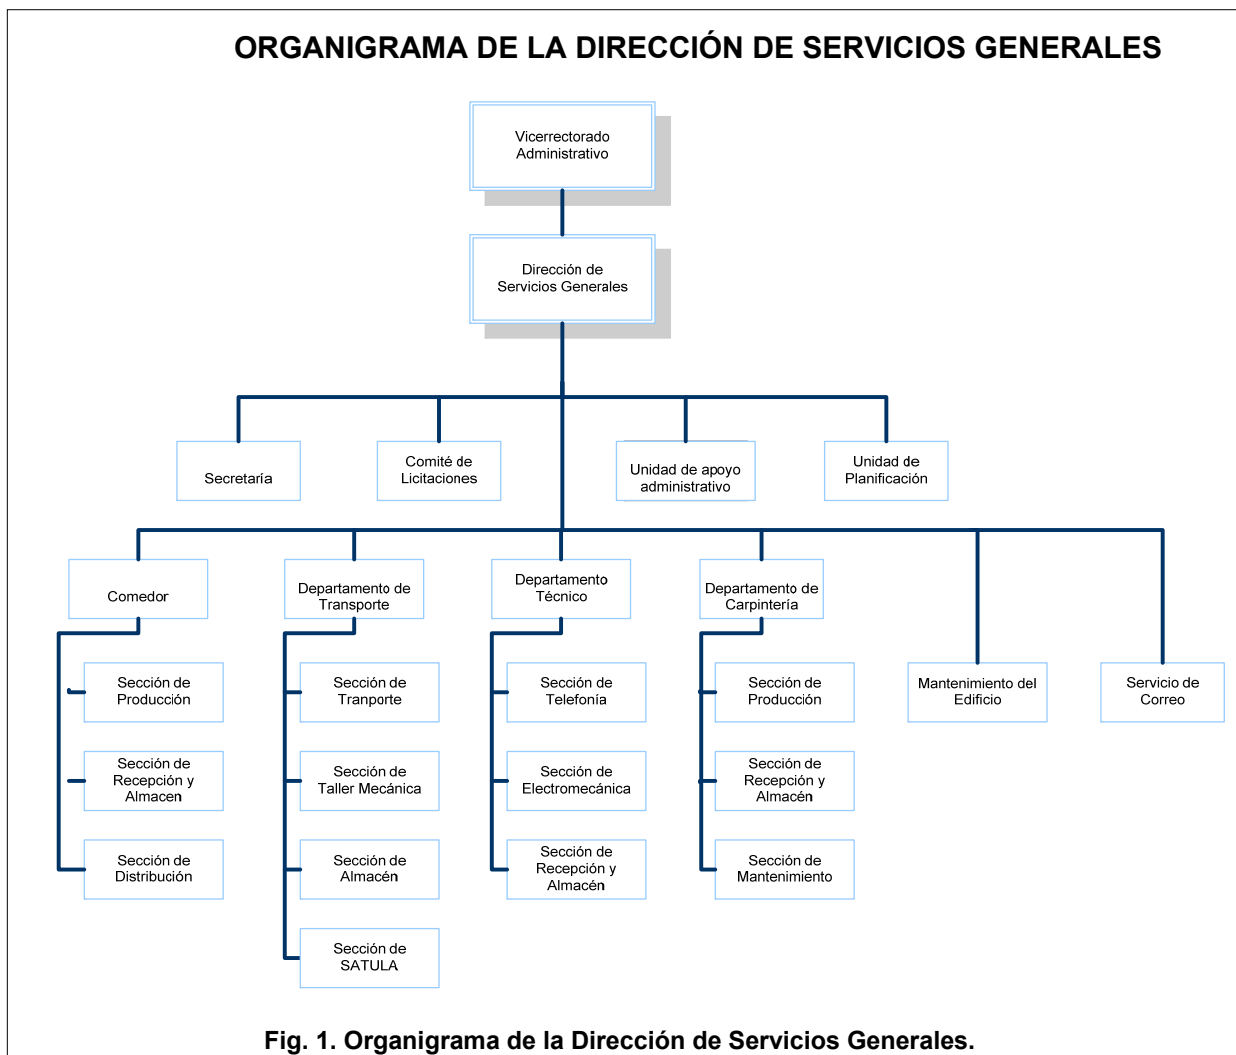 ORGANIGRAMA DE LA DIRECCIÓN DE SERVICIOS GENERALES
Vicerrectorado
Administrativo
Dirección de
Servicios Generales
Secretaría
Comité de
Licitaciones
Unidad de apoyo
administrativo
Unidad de
Planificación
Comedor
Departamento de
Transporte
Departamento
Técnico
Departamento de
Carpintería
Sección de
Producción
Sección de
Tranporte
Sección de
Telefonía
Sección de
Producción
Mantenimiento del
Edificio
Servicio de
Correo
Sección de
Recepción y
Almacen
Sección de
Taller Mecánica
Sección de
Electromecánica
Sección de
Recepción y
Almacén
Sección de
Distribución
Sección de
Almacén
Sección de
Recepción y
Almacén
Sección de
Mantenimiento
Sección de
SATULA
Fig. 1. Organigrama de la Dirección de Servicios Generales.